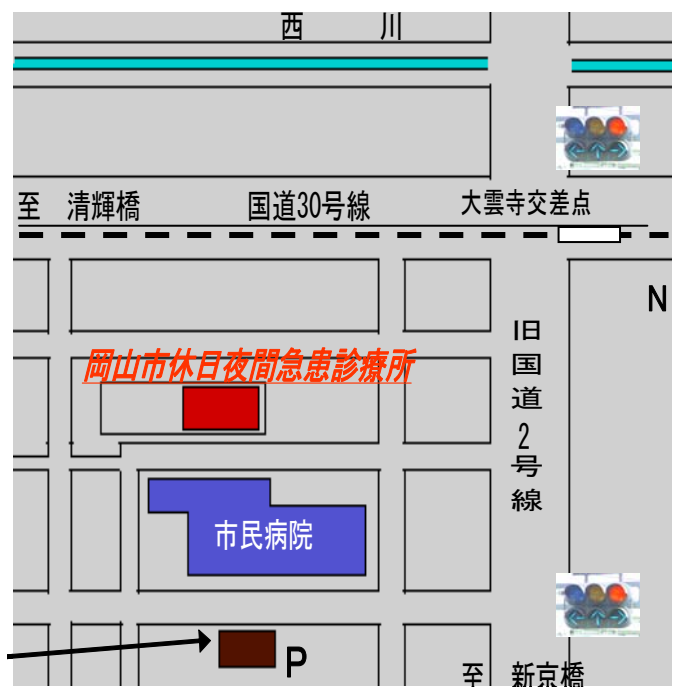 西 川
至 清輝橋 国道30号線 大雲寺交差点
N
岡山市休日夜間急患診療所
旧国道2号線
市民病院
P
至 新京橋